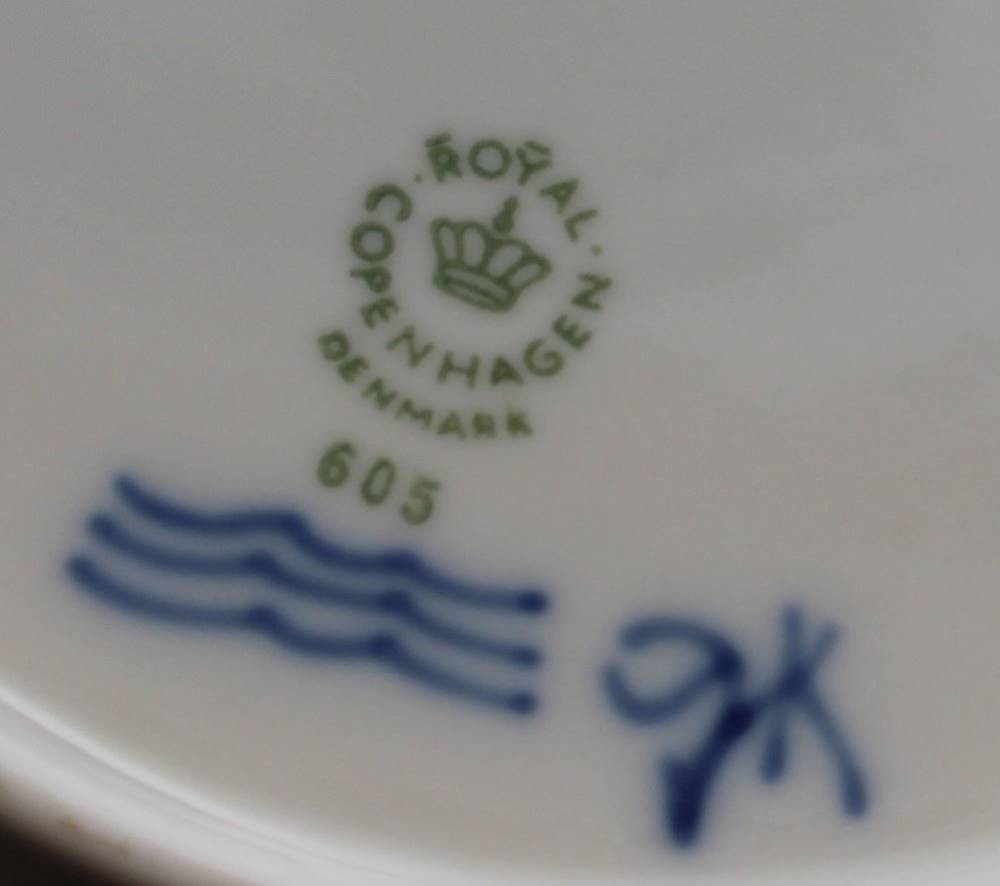 ROYAL
COPENHAGEN
DENMARK
605